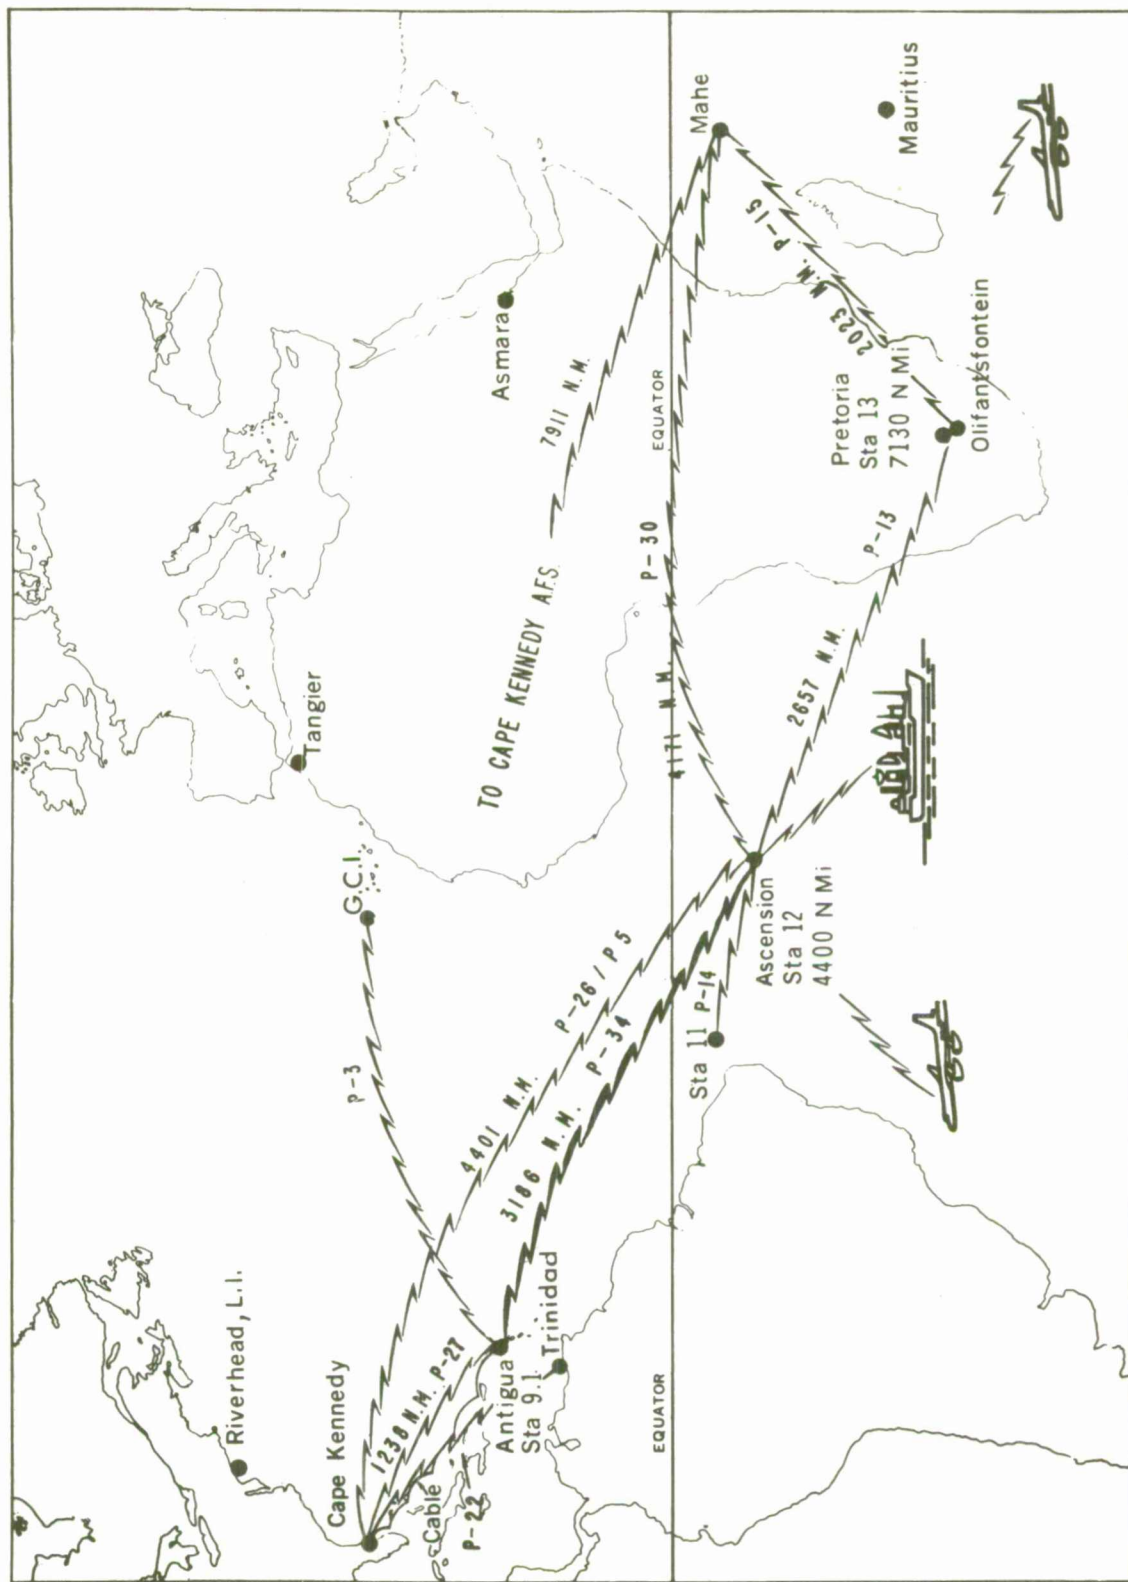 Riverhead, L.I.
Cape Kennedy
1238 N.M. P-27
Cable
P-22
Antigua
Sta 9.1
Trinidad
EQUATOR
4401 N.M.
P-26 / P5
3186 N.M. P-34
P-3
G.C.I.
Tangier
Sta 11
P-14
Ascension
Sta 12
4400 N Mi
TO CAPE KENNEDY A.F.S.
7911 N.M.
4171 N.M.
P-30
EQUATOR
2657 N.M.
P-13
Asmara
Pretoria
Sta 13
7130 N Mi
Olifantsfontein
2023 N.M. P-15
Mahe
Mauritius